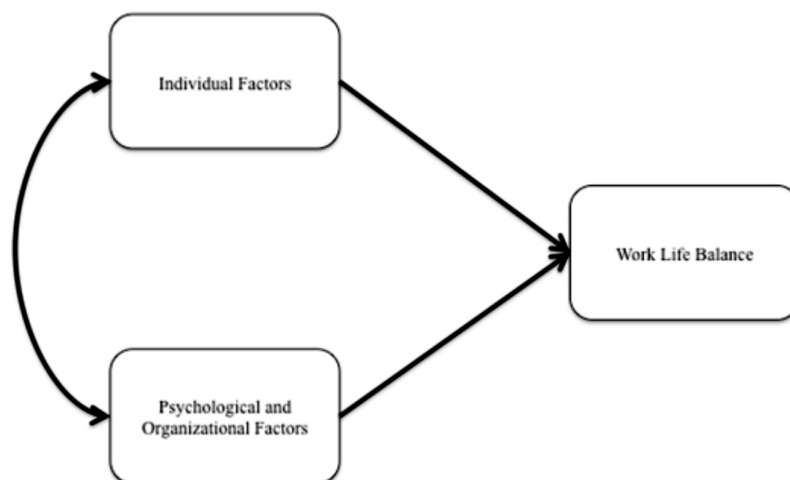 Individual Factors
Work Life Balance
Psychological and
Organizational Factors